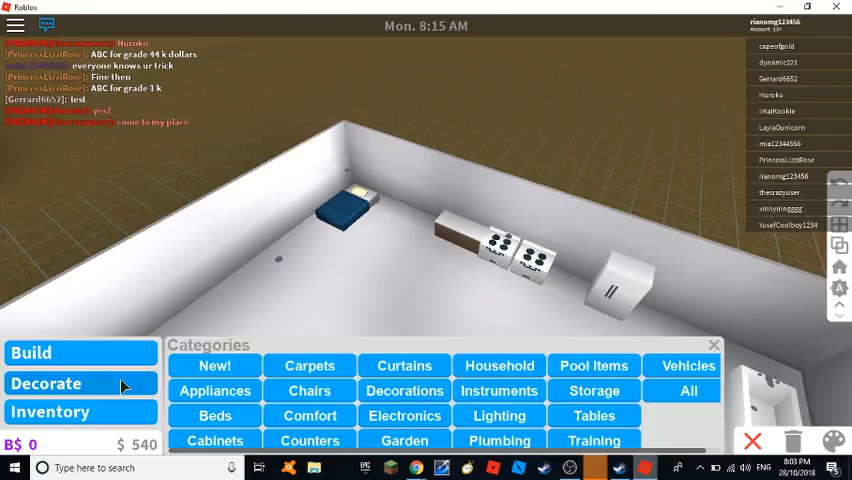 Roblox
Mon. 8:15 AM
rianomg123456
Account: 13+
Huroku
[PrincessLizziRose]: ABC for grade 44 k dollars
everyone knows ur trick
[PrincessLizziRose]: Fine then
[PrincessLizziRose]: ABC for grade 1 k
[Gerrard6652]: test
yes?
come to my place
capeofgold
dynamic221
Gerrard6652
Huroku
iiKaiKookie
LaylaDunicorn
mia12344556
PrincessLizziRose
rianomg123456
thecrazyuser
xinnyinngggg
YusefCoolboy1234
Build
Decorate
Inventory
B$ 0
$ 540
Categories
New!
Carpets
Curtains
Household
Pool Items
Vehicles
Appliances
Chairs
Decorations
Instruments
Storage
All
Beds
Comfort
Electronics
Lighting
Tables
Cabinets
Counters
Garden
Plumbing
Training
Type here to search
EPIC
ENG
8:03 PM
28/10/2018